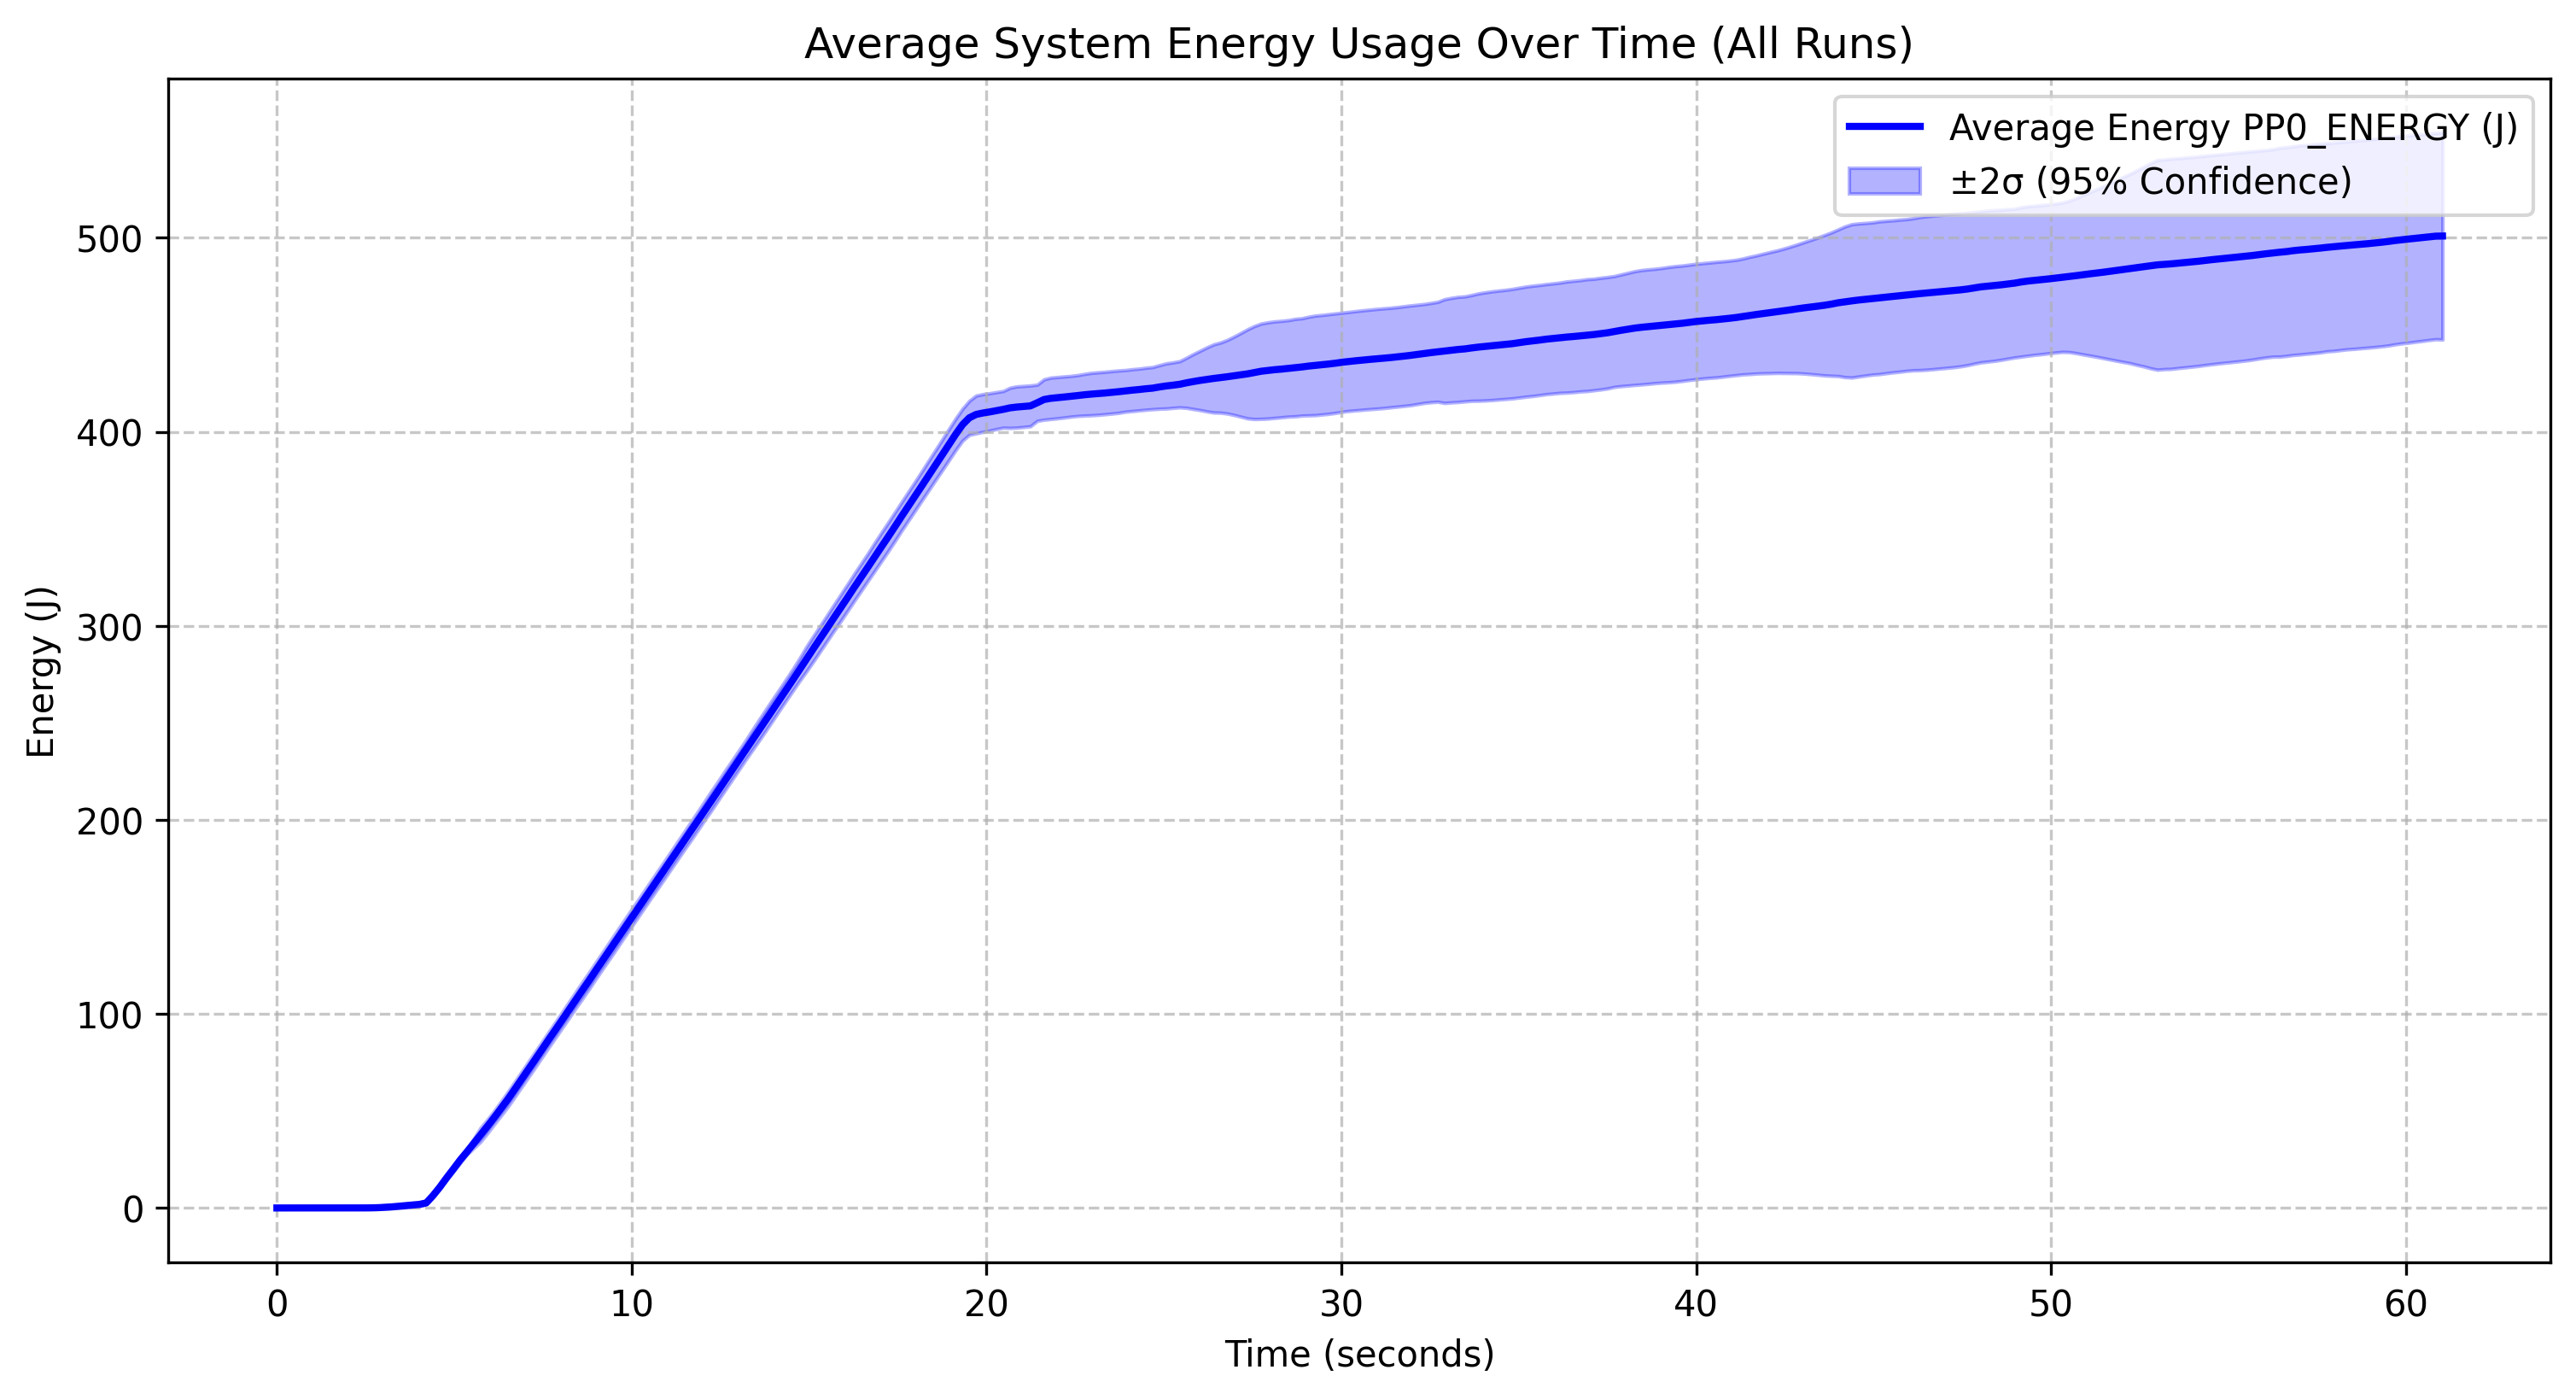 Average System Energy Usage Over Time (All Runs)
Average Energy PP0_ENERGY (J)
±2σ (95% Confidence)
Energy (J)
500
400
300
200
100
0
0 10 20 30 40 50 60
Time (seconds)